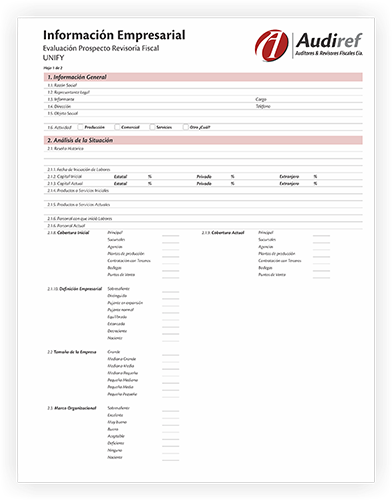 Información Empresarial
Evaluación Prospecto Revisoría Fiscal
UNIFY
Hoja 1 de 2
Audiref
Auditores & Revisores Fiscales Cía.
1. Información General
1.1. Razón Social
1.2. Representante Legal
1.3. Informante Cargo
1.4. Dirección Teléfono
1.5. Objeto Social
1.6. Actividad Producción Comercial Servicios Otra ¿Cuál?
2. Análisis de la Situación
2.1. Reseña Histórica
2.1.1. Fecha de Iniciación de Labores
2.1.2. Capital Inicial Estatal % Privado % Extranjero %
2.1.3. Capital Actual Estatal % Privado % Extranjero %
2.1.4. Productos o Servicios Iniciales
2.1.5. Productos o Servicios Actuales
2.1.6. Personal con que inició Labores
2.1.6. Personal Actual
2.1.8. Cobertura Inicial Principal 2.1.9. Cobertura Actual Principal
Sucursales Sucursales
Agencias Agencias
Plantas de producción Plantas de producción
Contratación con Terceros Contratación con Terceros
Bodegas Bodegas
Puntos de Venta Puntos de Venta
2.1.10. Definición Empresarial Sobresaliente
Distinguida
Pujante en expansión
Pujante normal
Equilibrada
Estancada
Decreciente
Naciente
2.2. Tamaño de la Empresa Grande
Mediana Grande
Mediana Media
Mediana Pequeña
Pequeña Mediana
Pequeña Media
Pequeña Pequeña
2.3. Marco Organizacional Sobresaliente
Excelente
Muy bueno
Bueno
Aceptable
Deficiente
Ninguno
Naciente